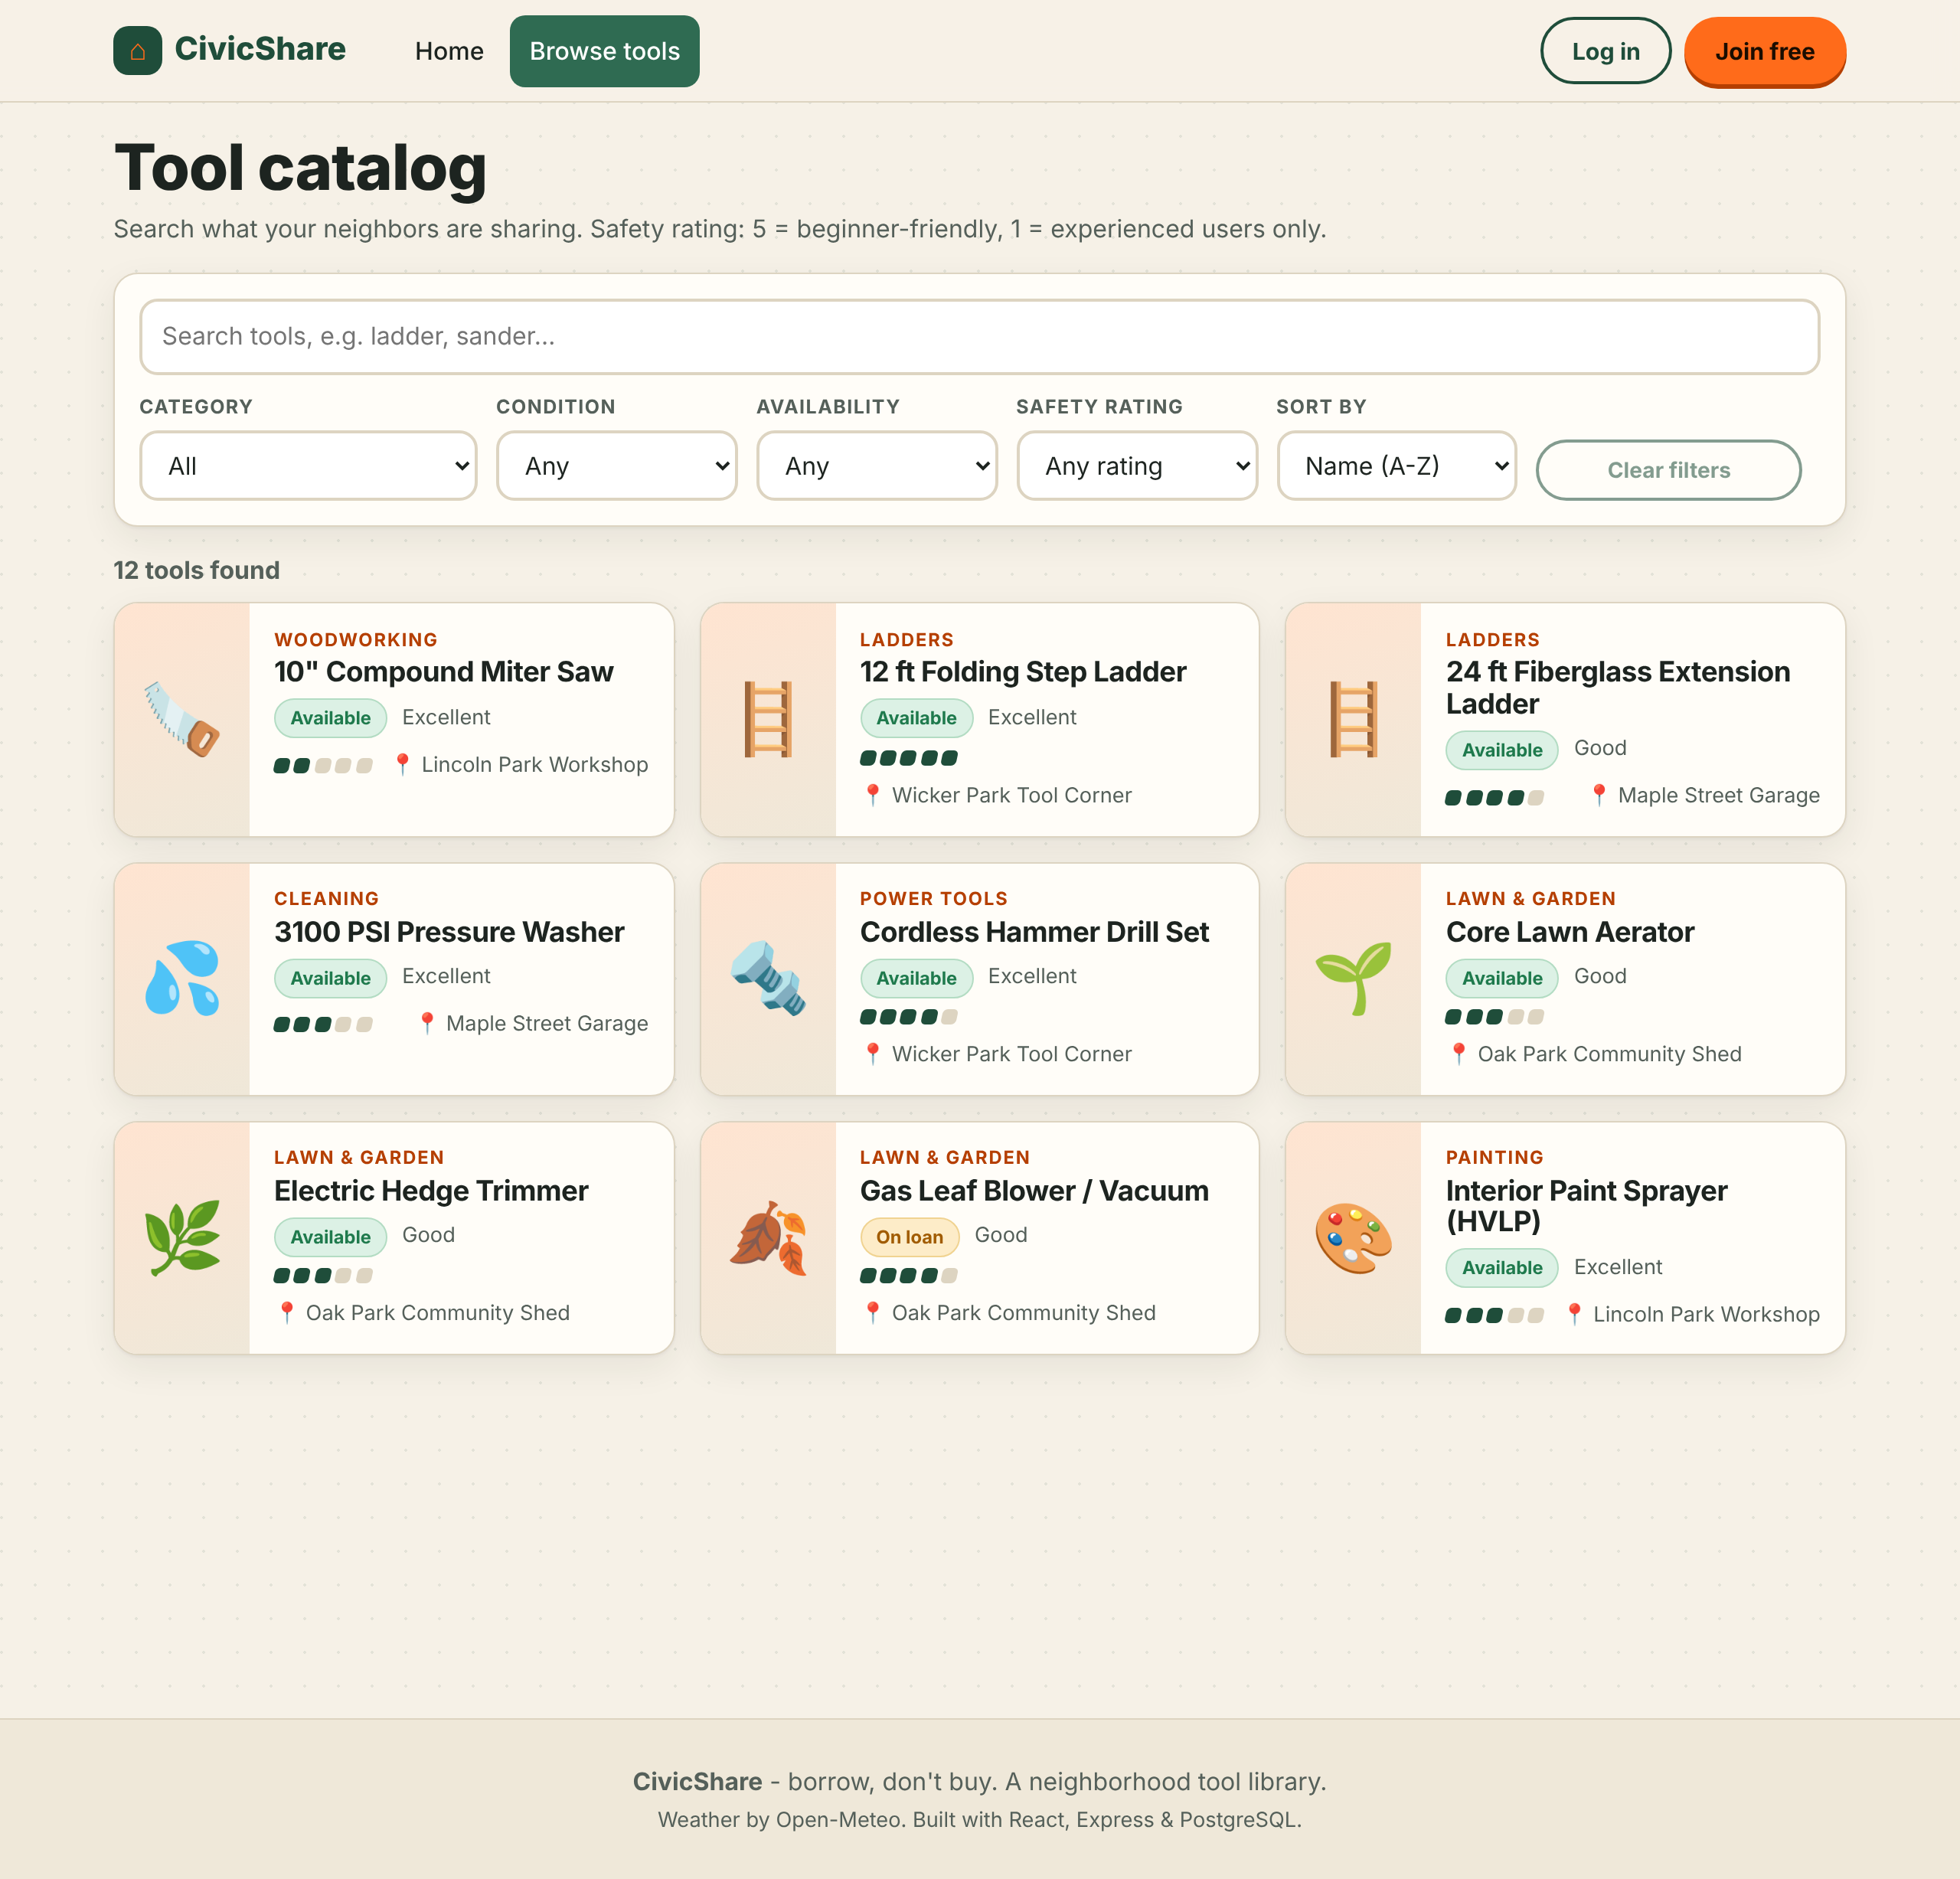 CivicShare
Home
Browse tools
Log in
Join free
Tool catalog
Search what your neighbors are sharing. Safety rating: 5 = beginner-friendly, 1 = experienced users only.
Search tools, e.g. ladder, sander...
CATEGORY
CONDITION
AVAILABILITY
SAFETY RATING
SORT BY
All
Any
Any
Any rating
Name (A-Z)
Clear filters
12 tools found
WOODWORKING
10" Compound Miter Saw
Available Excellent
Lincoln Park Workshop
LADDERS
12 ft Folding Step Ladder
Available Excellent
Wicker Park Tool Corner
LADDERS
24 ft Fiberglass Extension
Ladder
Available Good
Maple Street Garage
CLEANING
3100 PSI Pressure Washer
Available Excellent
Maple Street Garage
POWER TOOLS
Cordless Hammer Drill Set
Available Excellent
Wicker Park Tool Corner
LAWN & GARDEN
Core Lawn Aerator
Available Good
Oak Park Community Shed
LAWN & GARDEN
Electric Hedge Trimmer
Available Good
Oak Park Community Shed
LAWN & GARDEN
Gas Leaf Blower / Vacuum
On loan Good
Oak Park Community Shed
PAINTING
Interior Paint Sprayer
(HVLP)
Available Excellent
Lincoln Park Workshop
CivicShare - borrow, don't buy. A neighborhood tool library.
Weather by Open-Meteo. Built with React, Express & PostgreSQL.